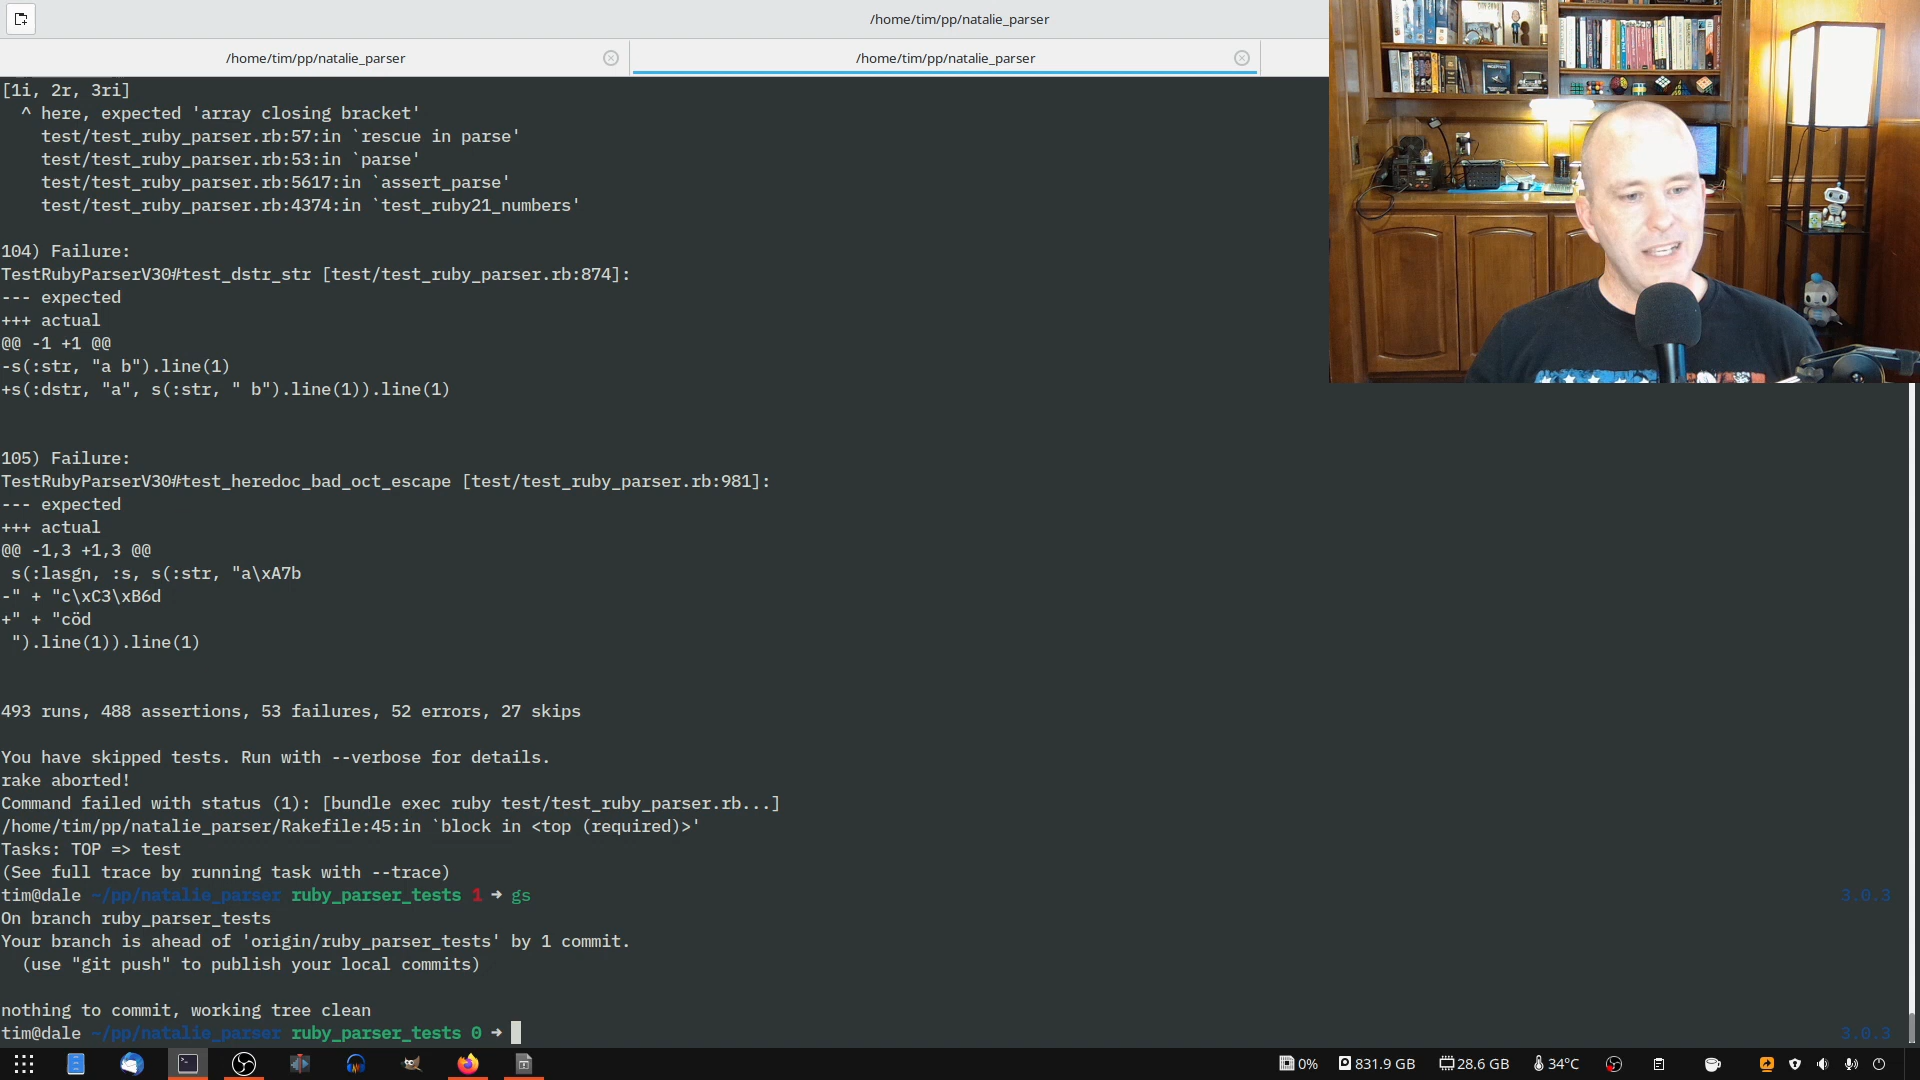 /home/tim/pp/natalie_parser
/home/tim/pp/natalie_parser
/home/tim/pp/natalie_parser
[1i, 2r, 3ri]
  ^ here, expected 'array closing bracket'
    test/test_ruby_parser.rb:57:in `rescue in parse'
    test/test_ruby_parser.rb:53:in `parse'
    test/test_ruby_parser.rb:5617:in `assert_parse'
    test/test_ruby_parser.rb:4374:in `test_ruby21_numbers'
104) Failure:
TestRubyParserV30#test_dstr_str [test/test_ruby_parser.rb:874]:
--- expected
+++ actual
@@ -1 +1 @@
-s(:str, "a b").line(1)
+s(:dstr, "a", s(:str, " b").line(1)).line(1)
105) Failure:
TestRubyParserV30#test_heredoc_bad_oct_escape [test/test_ruby_parser.rb:981]:
--- expected
+++ actual
@@ -1,3 +1,3 @@
 s(:lasgn, :s, s(:str, "a\xA7b
-" + "c\xC3\xB6d
+" + "cöd
 ").line(1)).line(1)
493 runs, 488 assertions, 53 failures, 52 errors, 27 skips
You have skipped tests. Run with --verbose for details.
rake aborted!
Command failed with status (1): [bundle exec ruby test/test_ruby_parser.rb...]
/home/tim/pp/natalie_parser/Rakefile:45:in `block in <top (required)>'
Tasks: TOP => test
(See full trace by running task with --trace)
tim@dale ~/pp/natalie_parser ruby_parser_tests 1 → gs 3.0.3
On branch ruby_parser_tests
Your branch is ahead of 'origin/ruby_parser_tests' by 1 commit.
  (use "git push" to publish your local commits)
nothing to commit, working tree clean
tim@dale ~/pp/natalie_parser ruby_parser_tests 0 → 3.0.3
0% 831.9 GB 28.6 GB 34°C